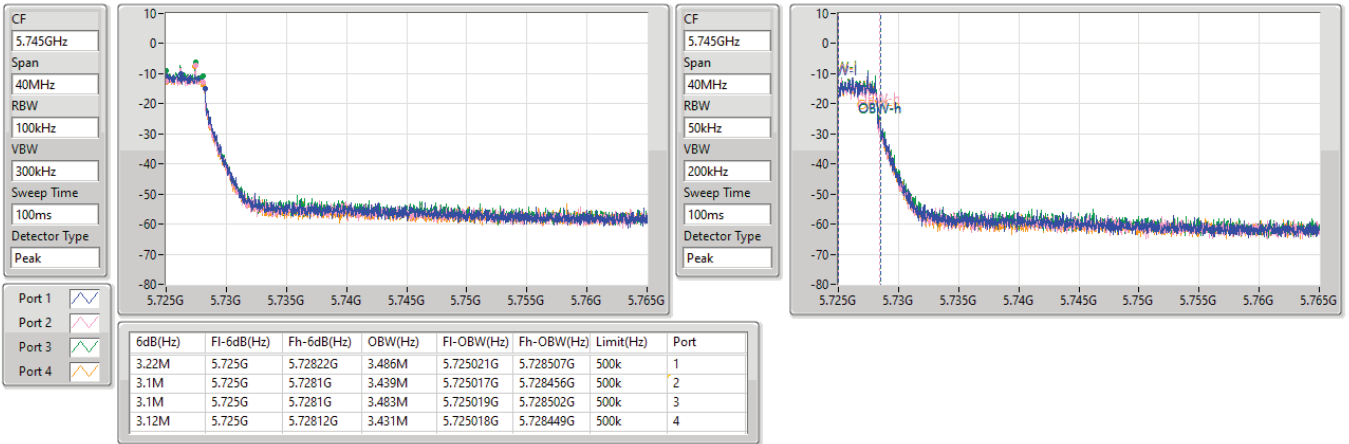 CF
5.745GHz
Span
40MHz
RBW
100kHz
VBW
300kHz
Sweep Time
100ms
Detector Type
Peak
10
0
-10
-20
-30
-40
-50
-60
-70
-80
5.725G 5.73G 5.735G 5.74G 5.745G 5.75G 5.755G 5.76G 5.765G
CF
5.745GHz
Span
40MHz
RBW
50kHz
VBW
200kHz
Sweep Time
100ms
Detector Type
Peak
10
0
-10
-20
-30
-40
-50
-60
-70
-80
OBW-h
5.725G 5.73G 5.735G 5.74G 5.745G 5.75G 5.755G 5.76G 5.765G
Port 1
Port 2
Port 3
Port 4
6dB(Hz) Fl-6dB(Hz) Fh-6dB(Hz) OBW(Hz) Fl-OBW(Hz) Fh-OBW(Hz) Limit(Hz) Port
3.22M 5.725G 5.72822G 3.486M 5.725021G 5.728507G 500k 1
3.1M 5.725G 5.7281G 3.439M 5.725017G 5.728456G 500k 2
3.1M 5.725G 5.7281G 3.483M 5.725019G 5.728502G 500k 3
3.12M 5.725G 5.72812G 3.431M 5.725018G 5.728449G 500k 4